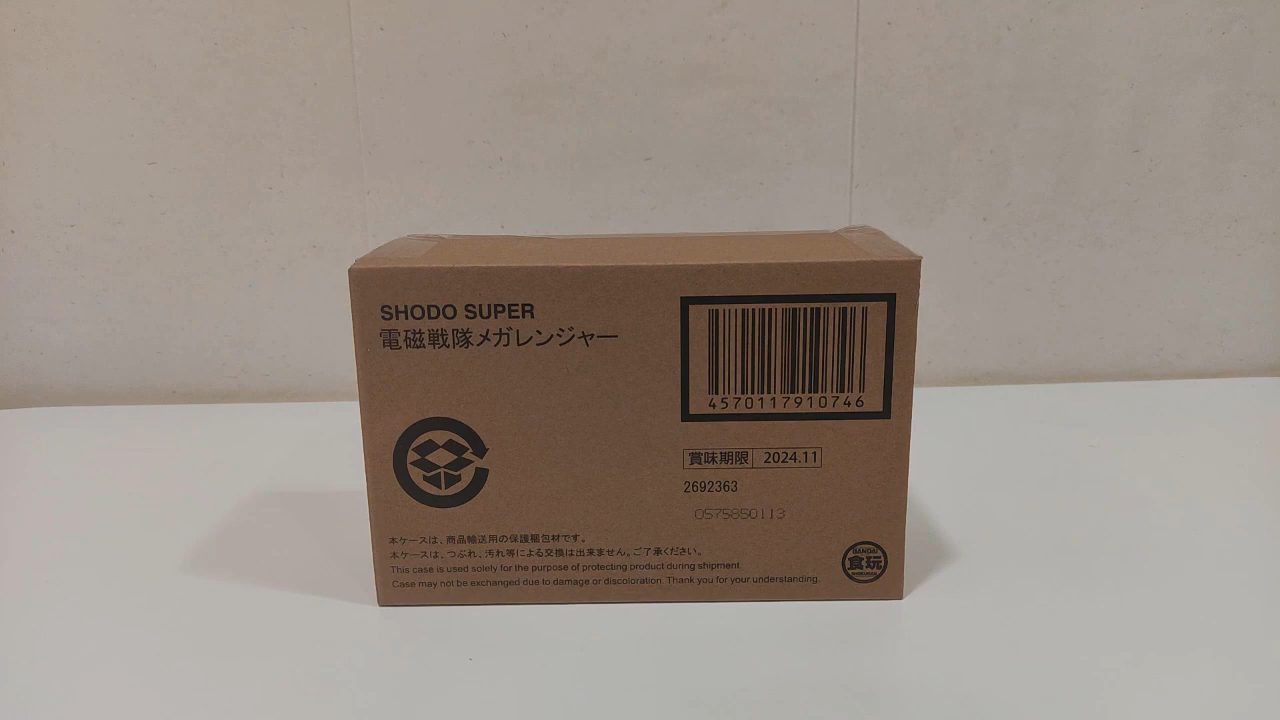 SHODO SUPER
電磁戦隊メガレンジャー
4570117910746
賞味期限 2024.11
2692363
0575850113
本ケースは、商品輸送用の保護梱包材です。
本ケースは、つぶれ、汚れ等による交換は出来ません。ご了承ください。
This case is used solely for the purpose of protecting product during shipment.
Case may not be exchanged due to damage or discoloration. Thank you for your understanding.
BANDAI
食玩
SHOKUGAN